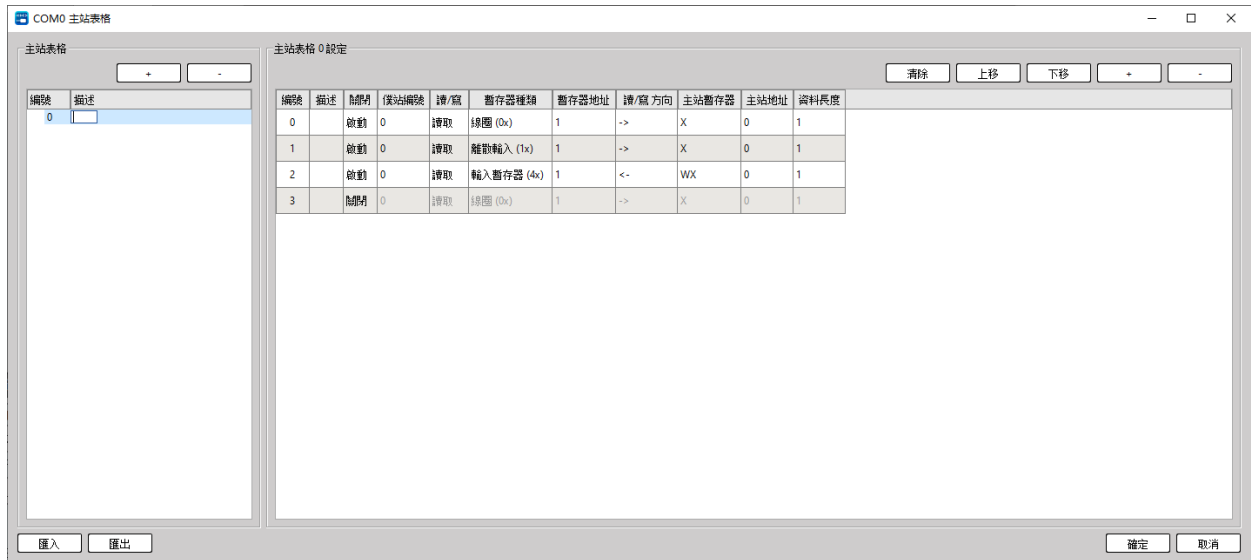 COM0 主站表格
主站表格
+ -
編號 描述
0
主站表格 0 設定
清除 上移 下移 + -
編號 描述 關閉 僕站編號 讀/寫 暫存器種類 暫存器地址 讀/寫 方向 主站暫存器 主站地址 資料長度
0 啟動 0 讀取 線圈 (0x) 1 -> X 0 1
1 啟動 0 讀取 離散輸入 (1x) 1 -> X 0 1
2 啟動 0 讀取 輸入暫存器 (4x) 1 <- WX 0 1
3 關閉 0 讀取 線圈 (0x) 1 -> X 0 1
匯入 匯出 確定 取消